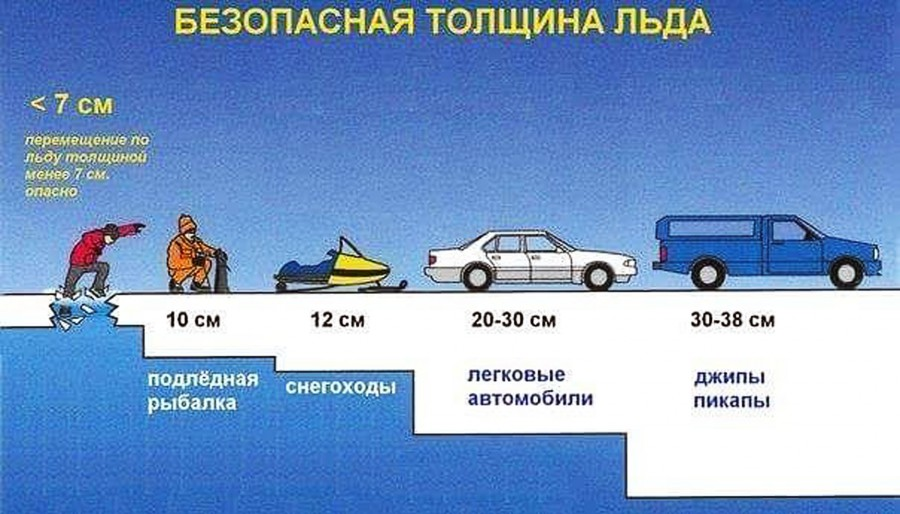 БЕЗОПАСНАЯ ТОЛЩИНА ЛЬДА
< 7 см
перемещение по
льду толщиной
менее 7 см.
опасно
10 см
12 см
20-30 см
30-38 см
подлёдная
рыбалка
снегоходы
легковые
автомобили
джипы
пикапы